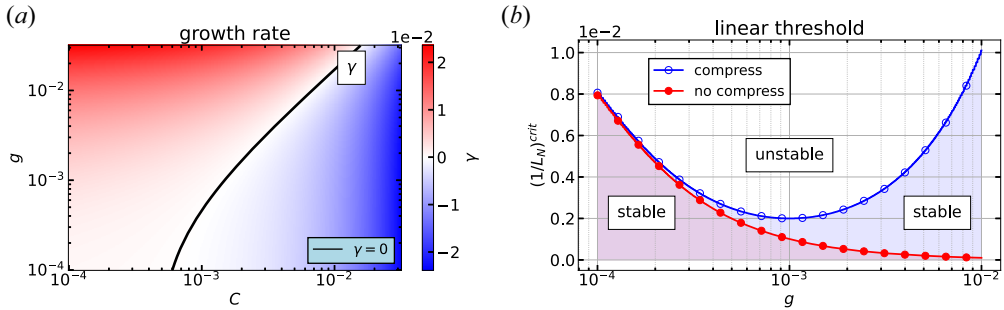 (a)
growth rate
1e−2
γ
10⁻²
10⁻³
10⁻⁴
g
γ = 0
10⁻⁴
10⁻³
10⁻²
C
2
1
0
−1
−2
γ
(b)
linear threshold
1e−2
1.0
0.8
0.6
0.4
0.2
0.0
(1/L_N)^crit
compress
no compress
unstable
stable
stable
10⁻⁴
10⁻³
10⁻²
g